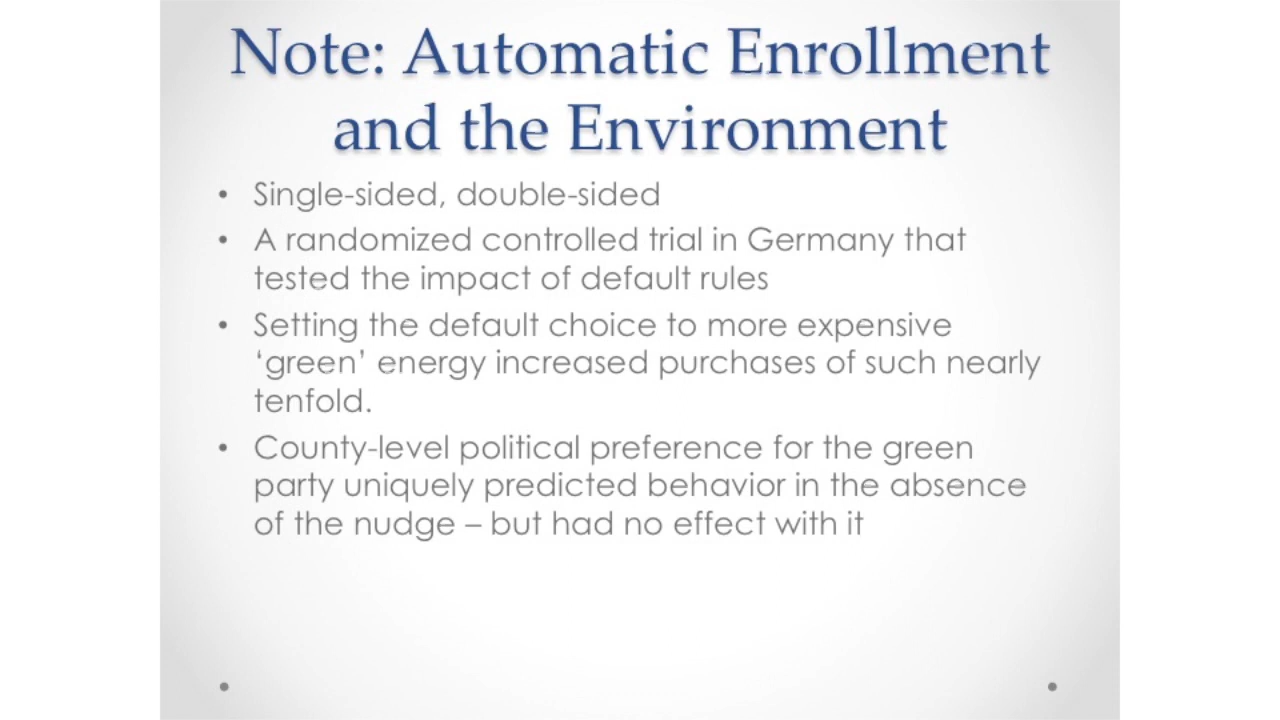 Note: Automatic Enrollment
and the Environment
• Single-sided, double-sided
• A randomized controlled trial in Germany that
tested the impact of default rules
• Setting the default choice to more expensive
‘green’ energy increased purchases of such nearly
tenfold.
• County-level political preference for the green
party uniquely predicted behavior in the absence
of the nudge – but had no effect with it